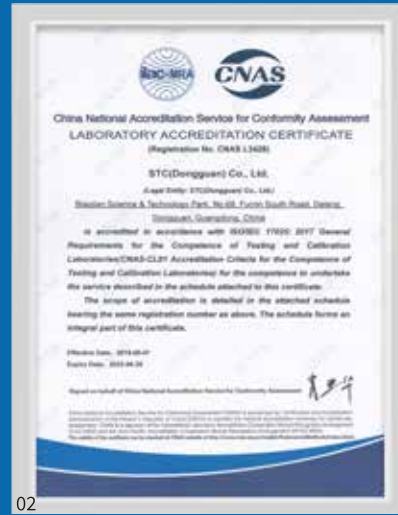 ilac-MRA
CNAS
China National Accreditation Service for Conformity Assessment
LABORATORY ACCREDITATION CERTIFICATE
(Registration No. CNAS L3428)
STC(Dongguan) Co., Ltd.
(Legal Entity: STC(Dongguan) Co., Ltd.)
Science & Technology Park, No.68, Fumin South Road, Dalang,
Dongguan, Guangdong, China
is accredited in accordance with ISO/IEC 17025: 2017 General
Requirements for the Competence of Testing and Calibration
Laboratories(CNAS-CL01 Accreditation Criteria for the Competence of
Testing and Calibration Laboratories) for the competence to undertake
the service described in the schedule attached to this certificate.
The scope of accreditation is detailed in the attached schedule
bearing the same registration number as above. The schedule forms an
integral part of this certificate.
Effective Date:
Expiry Date:
Signed on behalf of China National Accreditation Service for Conformity Assessment
02